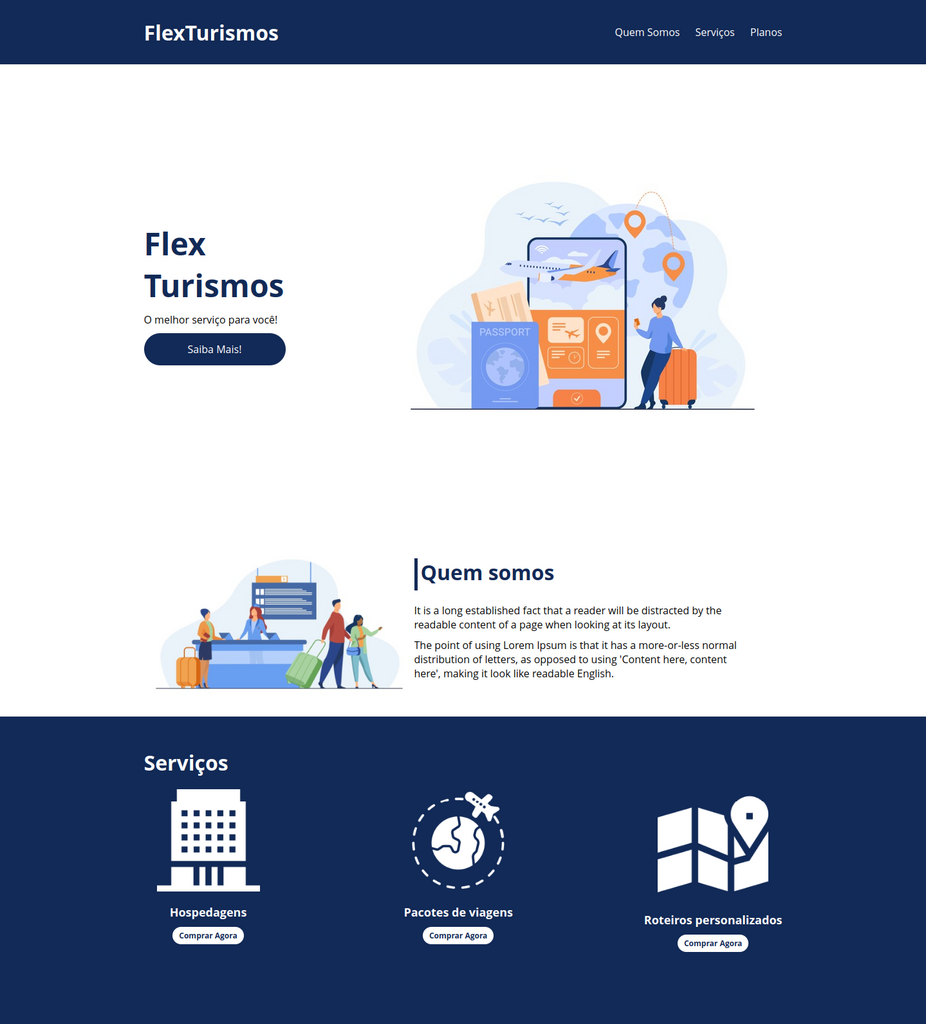 FlexTurismos
Quem Somos Serviços Planos
Flex
Turismos
O melhor serviço para você!
Saiba Mais!
PASSPORT
Quem somos
It is a long established fact that a reader will be distracted by the
readable content of a page when looking at its layout.
The point of using Lorem Ipsum is that it has a more-or-less normal
distribution of letters, as opposed to using 'Content here, content
here', making it look like readable English.
Serviços
Hospedagens
Comprar Agora
Pacotes de viagens
Comprar Agora
Roteiros personalizados
Comprar Agora